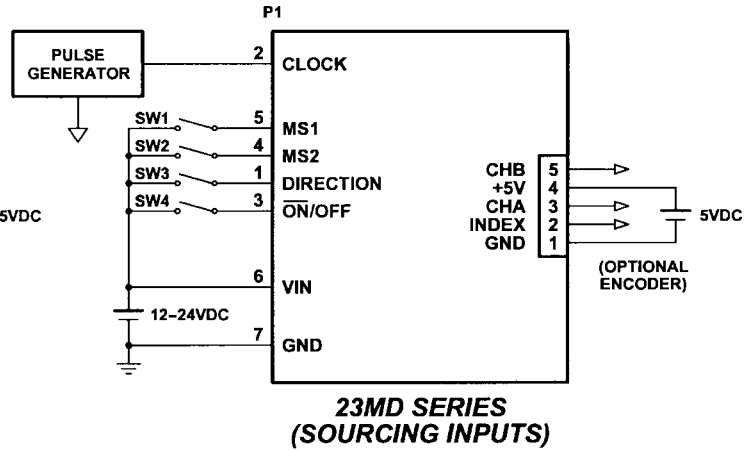 P1
PULSE
GENERATOR
2 CLOCK
SW1 5 MS1
SW2 4 MS2
SW3 1 DIRECTION
SW4 3 ON/OFF
5VDC
6 VIN
12–24VDC
7 GND
CHB 5
+5V 4
CHA 3
INDEX 2
GND 1
5VDC
(OPTIONAL
ENCODER)
23MD SERIES
(SOURCING INPUTS)